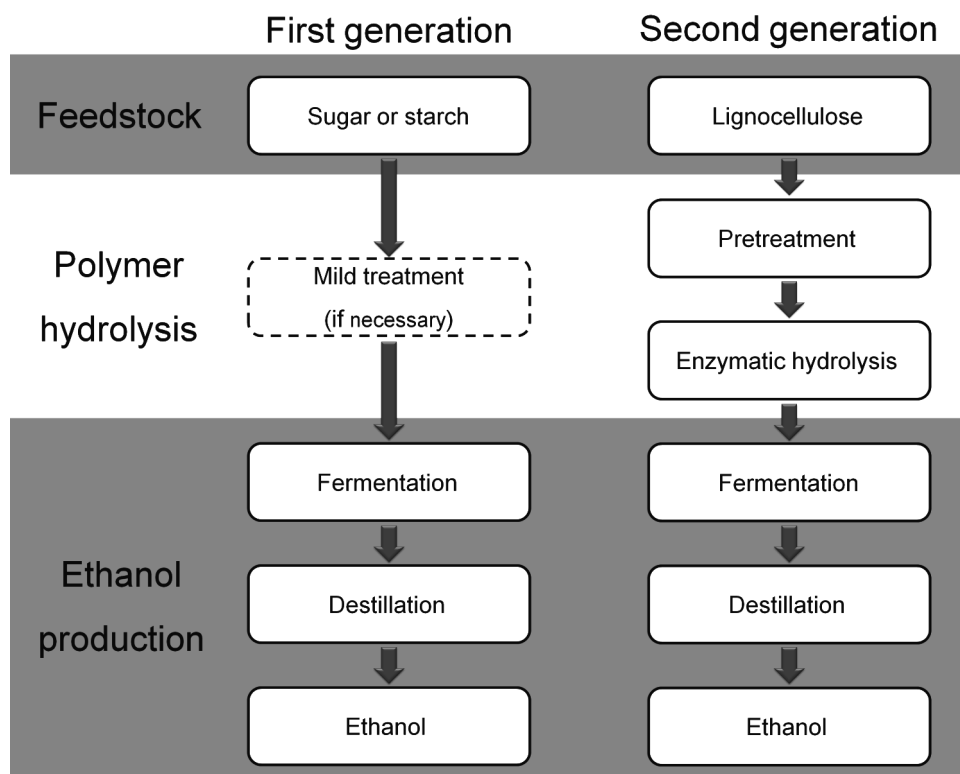 First generation
Second generation
Feedstock
Sugar or starch
Lignocellulose
Polymer
hydrolysis
Mild treatment
(if necessary)
Pretreatment
Enzymatic hydrolysis
Ethanol
production
Fermentation
Fermentation
Destillation
Destillation
Ethanol
Ethanol